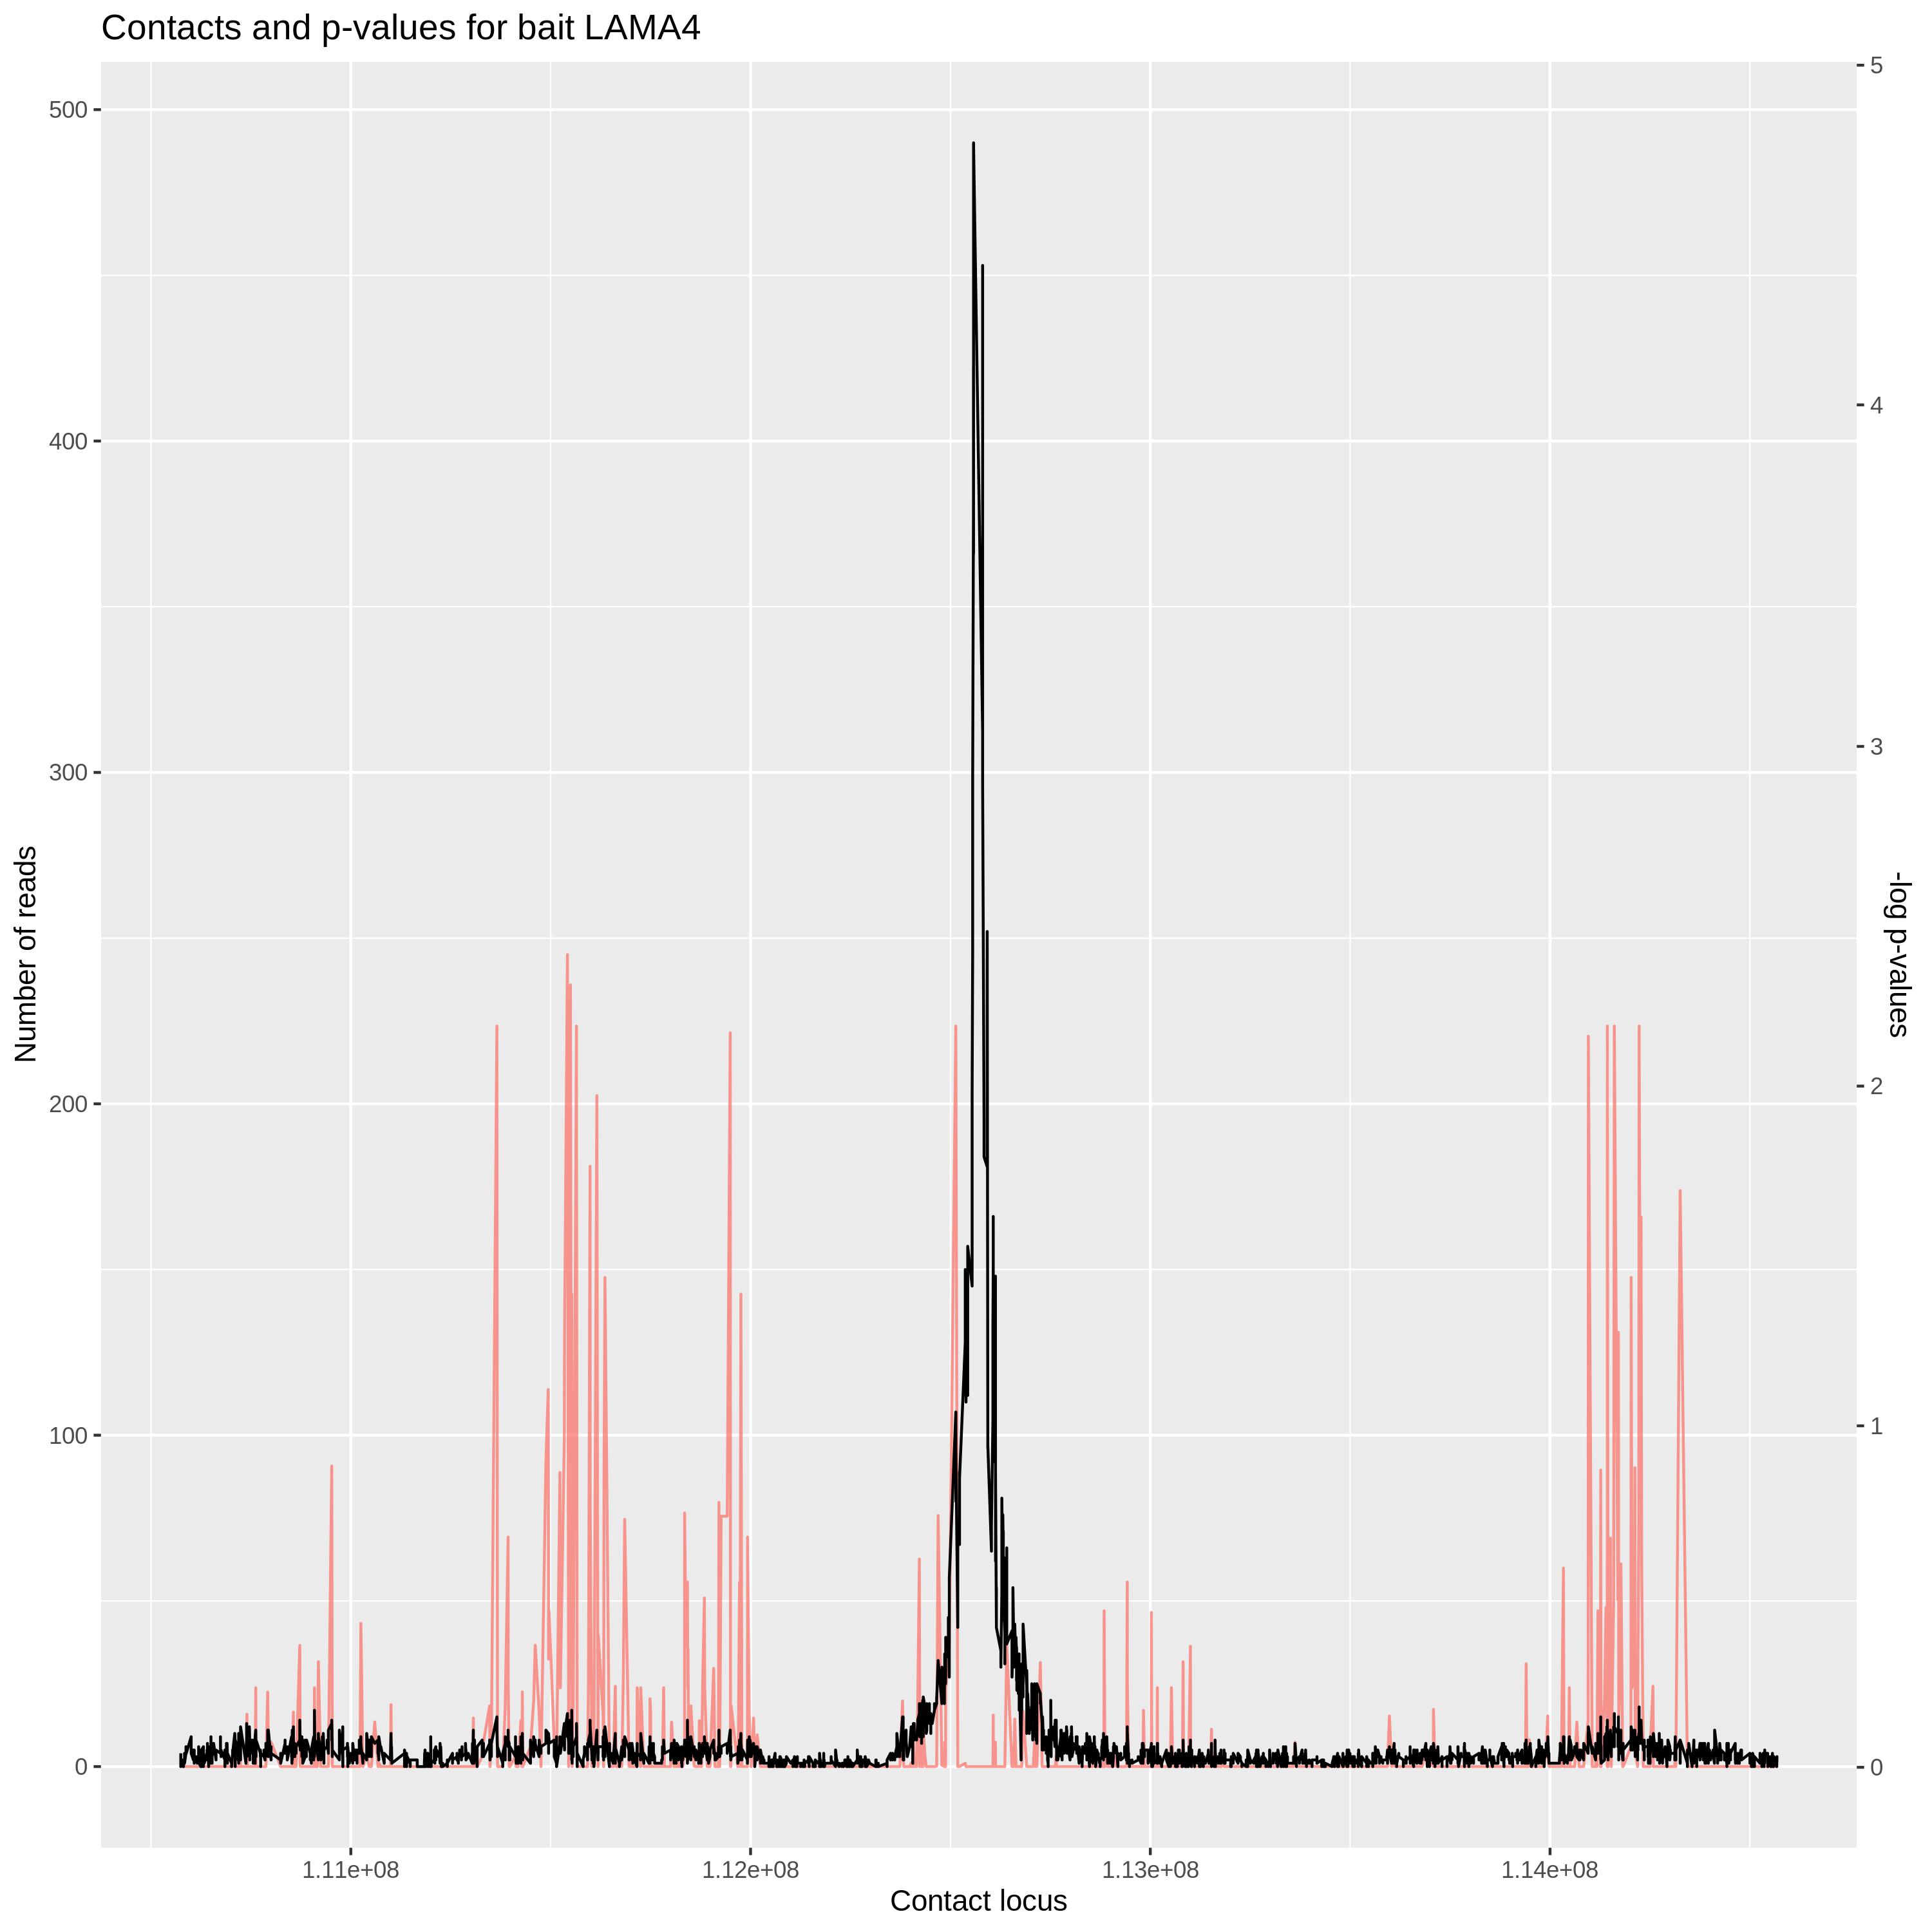 Contacts and p-values for bait LAMA4
500
400
300
200
100
0
Number of reads
5
4
3
2
1
0
-log p-values
1.11e+08 1.12e+08 1.13e+08 1.14e+08
Contact locus